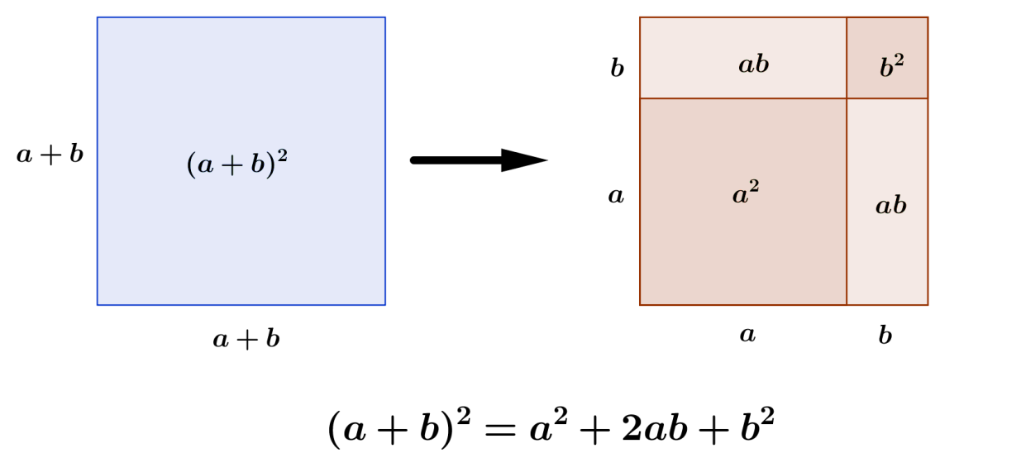 b
ab
b²
a + b
(a + b)²
a
a²
ab
a + b
a
b
(a + b)² = a² + 2ab + b²